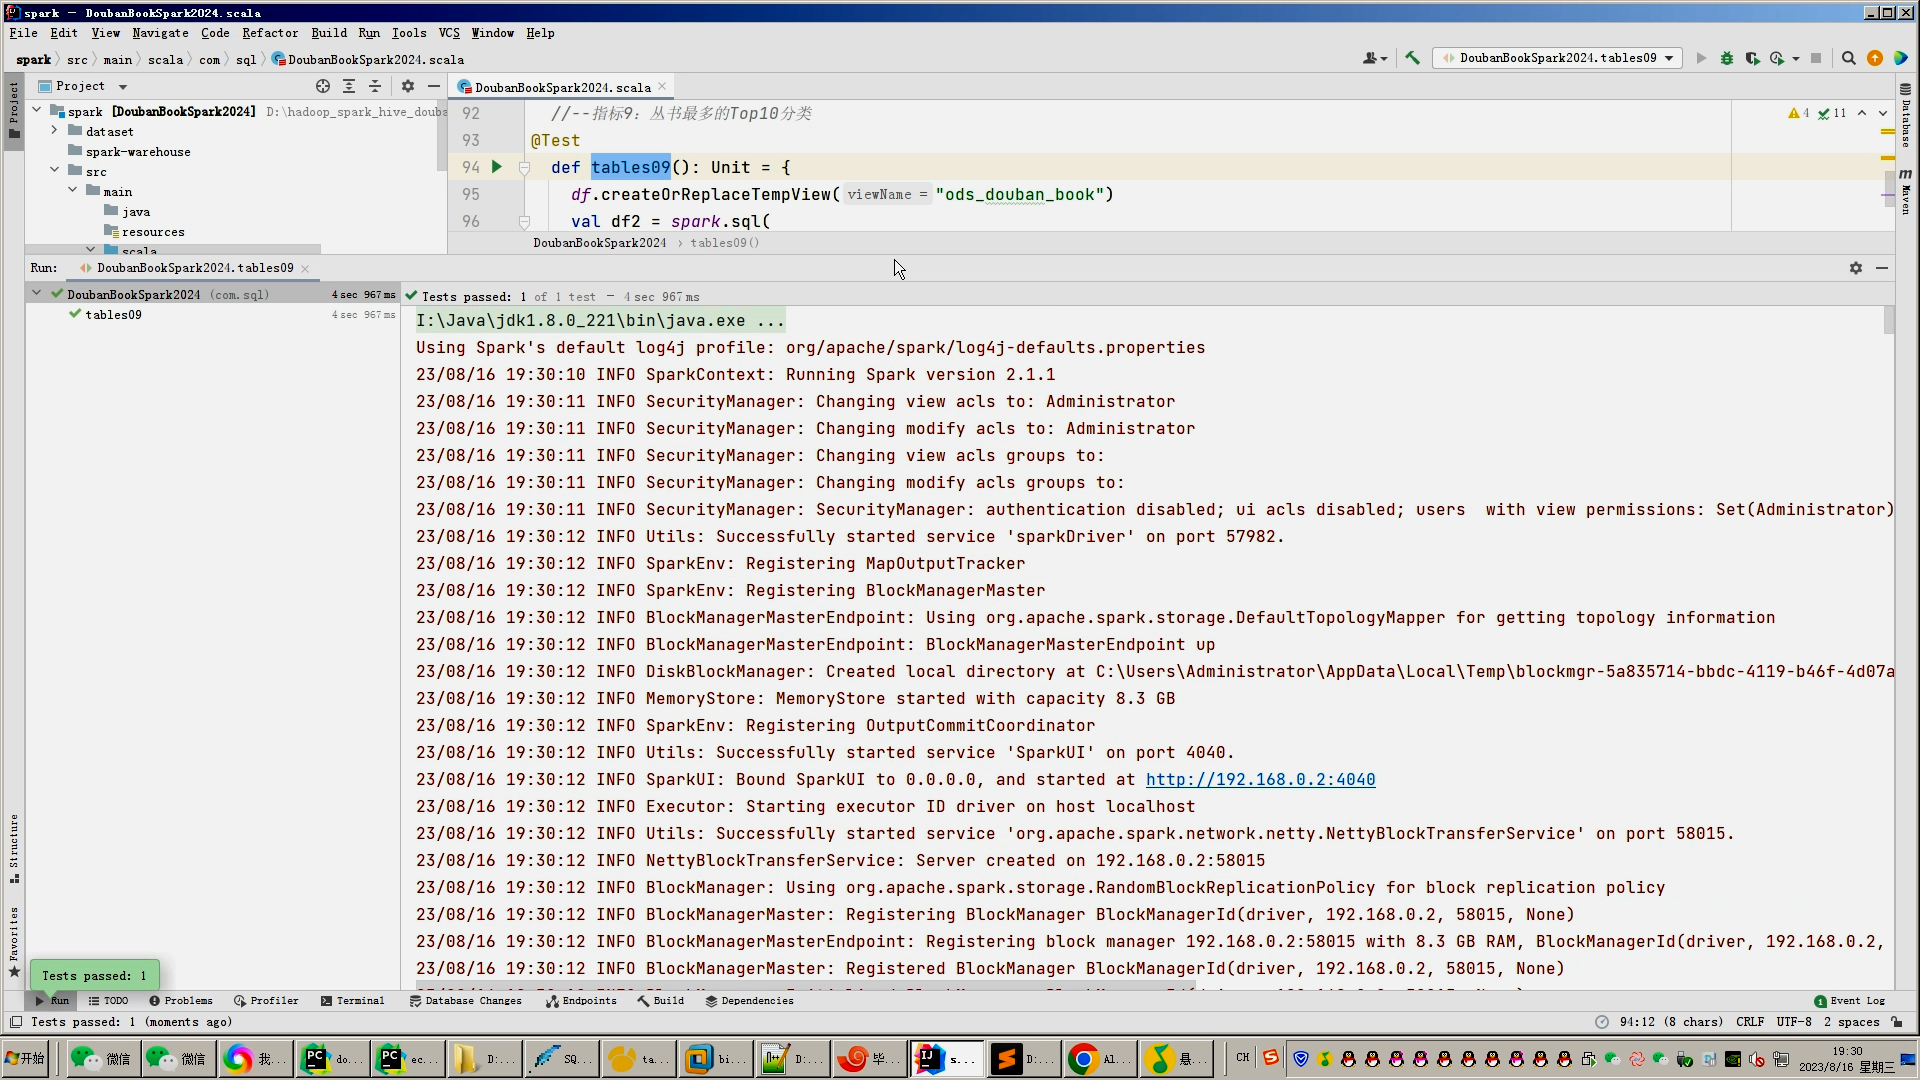 spark – DoubanBookSpark2024.scala
File Edit View Navigate Code Refactor Build Run Tools VCS Window Help
spark src main scala com sql DoubanBookSpark2024.scala
DoubanBookSpark2024.tables09
Project
DoubanBookSpark2024.scala
spark [DoubanBookSpark2024] D:\hadoop_spark_hive_douba
dataset
spark-warehouse
src
main
java
resources
scala
92 //--指标9: 丛书最多的Top10分类
93 @Test
94 def tables09(): Unit = {
95 df.createOrReplaceTempView( viewName = "ods_douban_book")
96 val df2 = spark.sql(
4 11
DoubanBookSpark2024 tables09()
Project
Structure
Favorites
Database
Maven
Run: DoubanBookSpark2024.tables09
DoubanBookSpark2024 (com.sql) 4 sec 967 ms
tables09 4 sec 967 ms
Tests passed: 1 of 1 test – 4 sec 967 ms
I:\Java\jdk1.8.0_221\bin\java.exe ...
Using Spark's default log4j profile: org/apache/spark/log4j-defaults.properties
23/08/16 19:30:10 INFO SparkContext: Running Spark version 2.1.1
23/08/16 19:30:11 INFO SecurityManager: Changing view acls to: Administrator
23/08/16 19:30:11 INFO SecurityManager: Changing modify acls to: Administrator
23/08/16 19:30:11 INFO SecurityManager: Changing view acls groups to:
23/08/16 19:30:11 INFO SecurityManager: Changing modify acls groups to:
23/08/16 19:30:11 INFO SecurityManager: SecurityManager: authentication disabled; ui acls disabled; users  with view permissions: Set(Administrator)
23/08/16 19:30:12 INFO Utils: Successfully started service 'sparkDriver' on port 57982.
23/08/16 19:30:12 INFO SparkEnv: Registering MapOutputTracker
23/08/16 19:30:12 INFO SparkEnv: Registering BlockManagerMaster
23/08/16 19:30:12 INFO BlockManagerMasterEndpoint: Using org.apache.spark.storage.DefaultTopologyMapper for getting topology information
23/08/16 19:30:12 INFO BlockManagerMasterEndpoint: BlockManagerMasterEndpoint up
23/08/16 19:30:12 INFO DiskBlockManager: Created local directory at C:\Users\Administrator\AppData\Local\Temp\blockmgr-5a835714-bbdc-4119-b46f-4d07a
23/08/16 19:30:12 INFO MemoryStore: MemoryStore started with capacity 8.3 GB
23/08/16 19:30:12 INFO SparkEnv: Registering OutputCommitCoordinator
23/08/16 19:30:12 INFO Utils: Successfully started service 'SparkUI' on port 4040.
23/08/16 19:30:12 INFO SparkUI: Bound SparkUI to 0.0.0.0, and started at http://192.168.0.2:4040
23/08/16 19:30:12 INFO Executor: Starting executor ID driver on host localhost
23/08/16 19:30:12 INFO Utils: Successfully started service 'org.apache.spark.network.netty.NettyBlockTransferService' on port 58015.
23/08/16 19:30:12 INFO NettyBlockTransferService: Server created on 192.168.0.2:58015
23/08/16 19:30:12 INFO BlockManager: Using org.apache.spark.storage.RandomBlockReplicationPolicy for block replication policy
23/08/16 19:30:12 INFO BlockManagerMaster: Registering BlockManager BlockManagerId(driver, 192.168.0.2, 58015, None)
23/08/16 19:30:12 INFO BlockManagerMasterEndpoint: Registering block manager 192.168.0.2:58015 with 8.3 GB RAM, BlockManagerId(driver, 192.168.0.2,
23/08/16 19:30:12 INFO BlockManagerMaster: Registered BlockManager BlockManagerId(driver, 192.168.0.2, 58015, None)
Tests passed: 1
Run TODO Problems Profiler Terminal Database Changes Endpoints Build Dependencies 1 Event Log
Tests passed: 1 (moments ago) 94:12 (8 chars) CRLF UTF-8 2 spaces
开始 微信 微信 我... do... ec... D:... SQ... ta... bi... D:... 毕... s... D:... Al... 悬... CH 19:30
2023/8/16 星期三